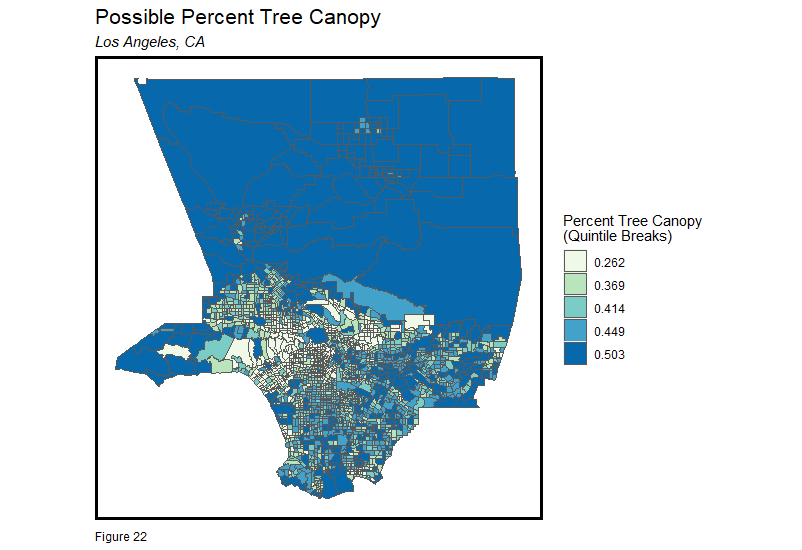 Possible Percent Tree Canopy
Los Angeles, CA
Percent Tree Canopy
(Quintile Breaks)
0.262
0.369
0.414
0.449
0.503
Figure 22